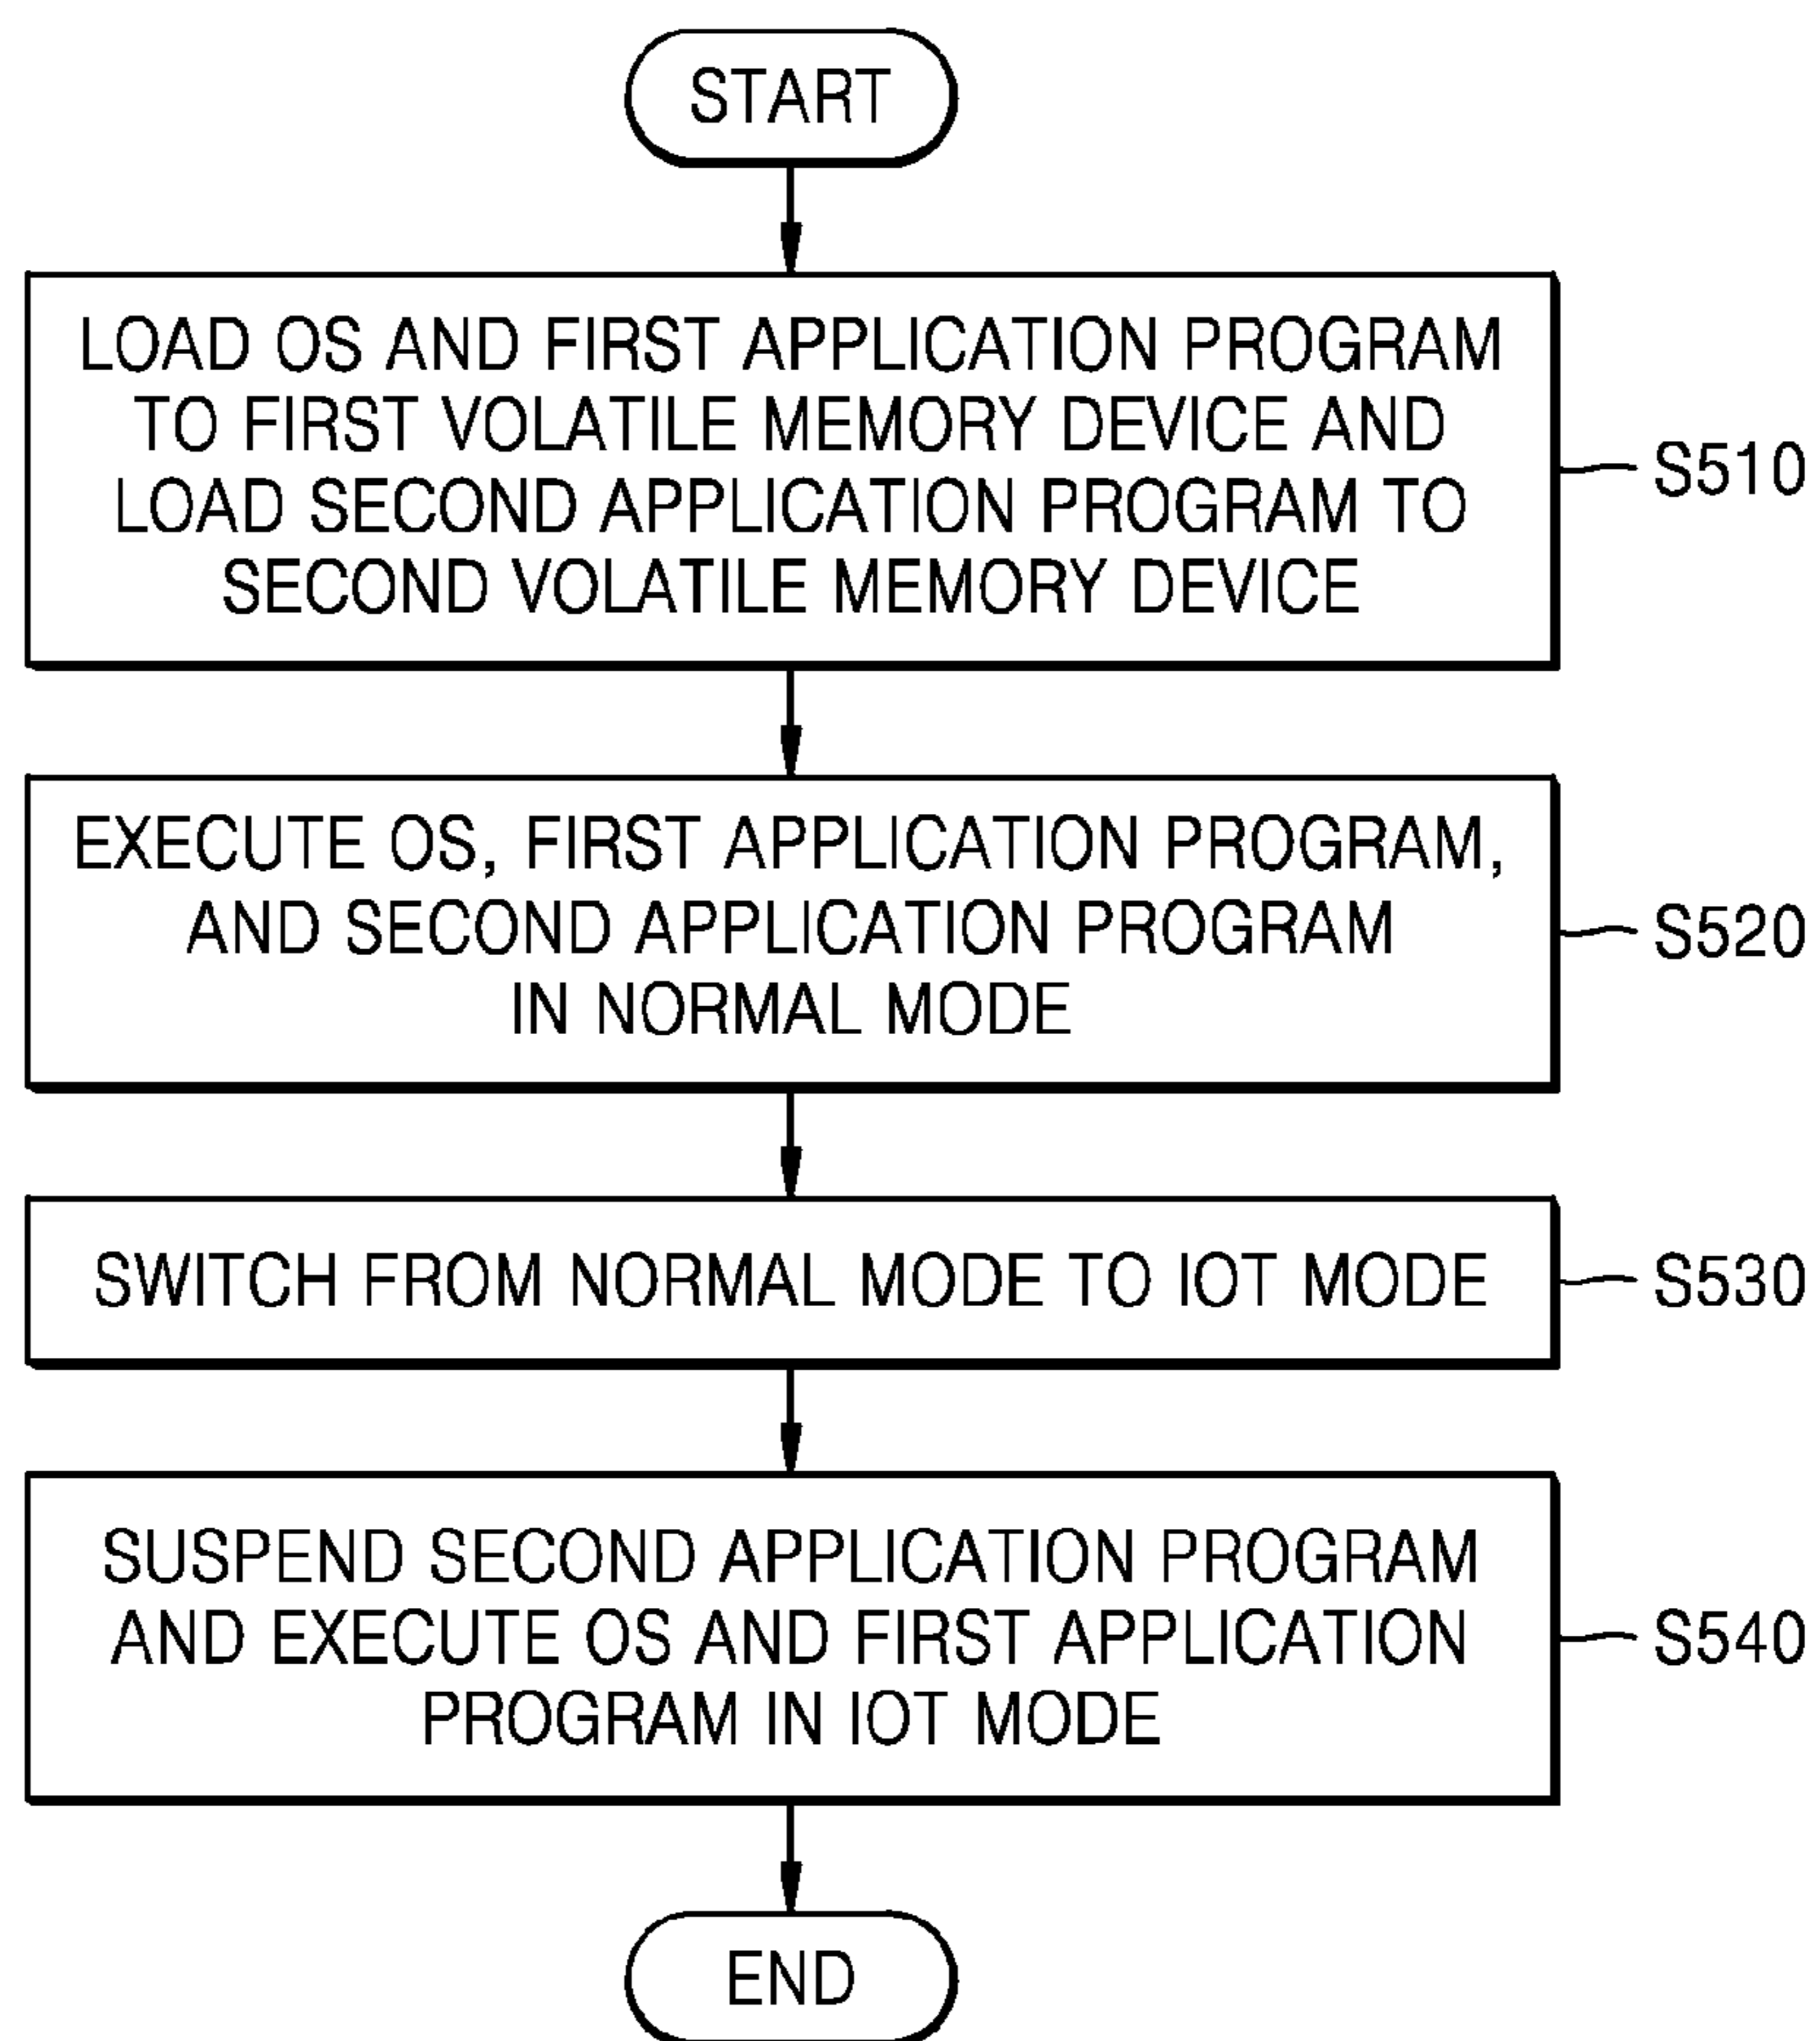 START
LOAD OS AND FIRST APPLICATION PROGRAM
TO FIRST VOLATILE MEMORY DEVICE AND
LOAD SECOND APPLICATION PROGRAM TO
SECOND VOLATILE MEMORY DEVICE
S510
EXECUTE OS, FIRST APPLICATION PROGRAM,
AND SECOND APPLICATION PROGRAM
IN NORMAL MODE
S520
SWITCH FROM NORMAL MODE TO IOT MODE
S530
SUSPEND SECOND APPLICATION PROGRAM
AND EXECUTE OS AND FIRST APPLICATION
PROGRAM IN IOT MODE
S540
END